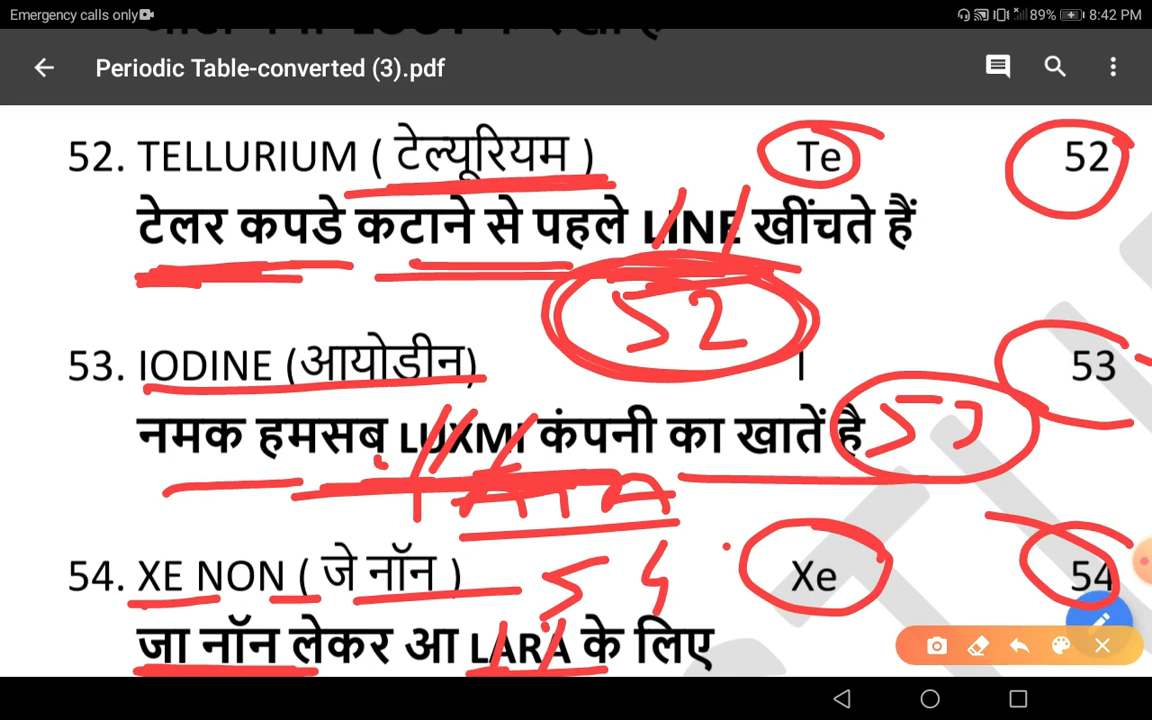 Emergency calls only
89% 8:42 PM
Periodic Table-converted (3).pdf
52. TELLURIUM ( टेल्यूरियम ) Te 52
टेलर कपडे कटाने से पहले LINE खींचते हैं
52
53. IODINE (आयोडीन) I 53
नमक हमसब LUXMI कंपनी का खातें है 53
54. XE NON ( जे नॉन ) Xe 54
54
जा नॉन लेकर आ LARA के लिए